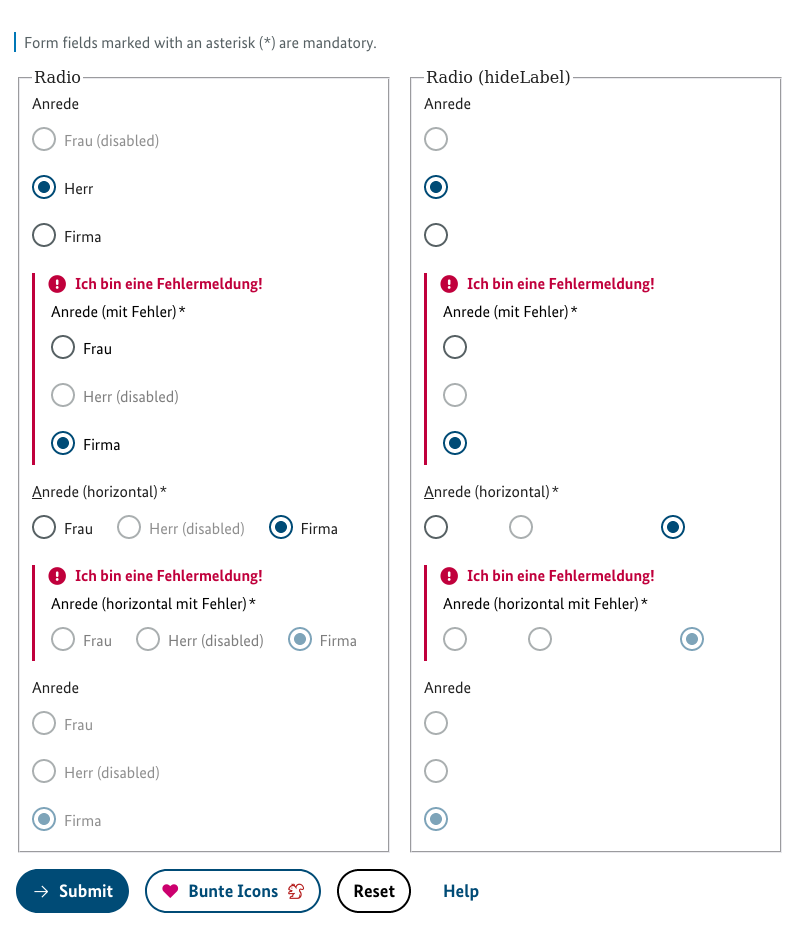 Form fields marked with an asterisk (*) are mandatory.
Radio
Anrede
Frau (disabled)
Herr
Firma
Ich bin eine Fehlermeldung!
Anrede (mit Fehler)*
Frau
Herr (disabled)
Firma
Anrede (horizontal)*
Frau Herr (disabled) Firma
Ich bin eine Fehlermeldung!
Anrede (horizontal mit Fehler)*
Frau Herr (disabled) Firma
Anrede
Frau
Herr (disabled)
Firma
Radio (hideLabel)
Anrede
Ich bin eine Fehlermeldung!
Anrede (mit Fehler)*
Anrede (horizontal)*
Ich bin eine Fehlermeldung!
Anrede (horizontal mit Fehler)*
Anrede
Submit Bunte Icons Reset Help